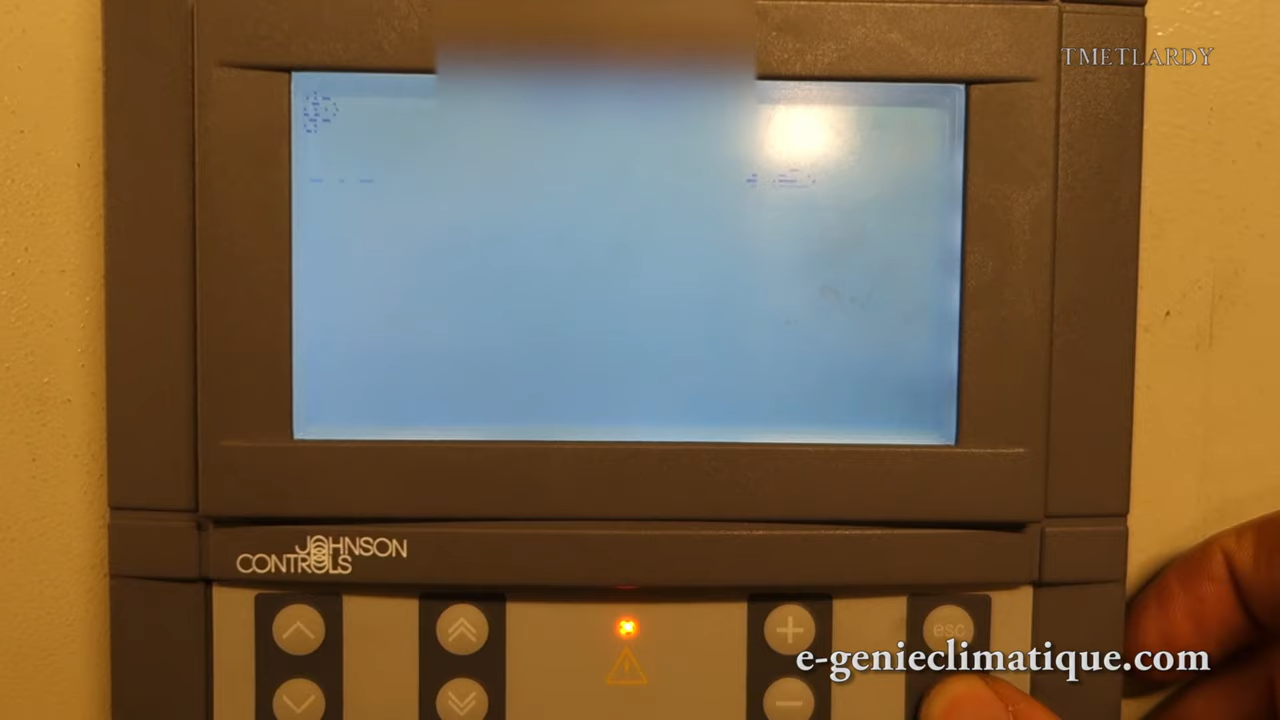 TMETLARDY
JOHNSON
CONTROLS
+
esc
e-genieclimatique.com
−